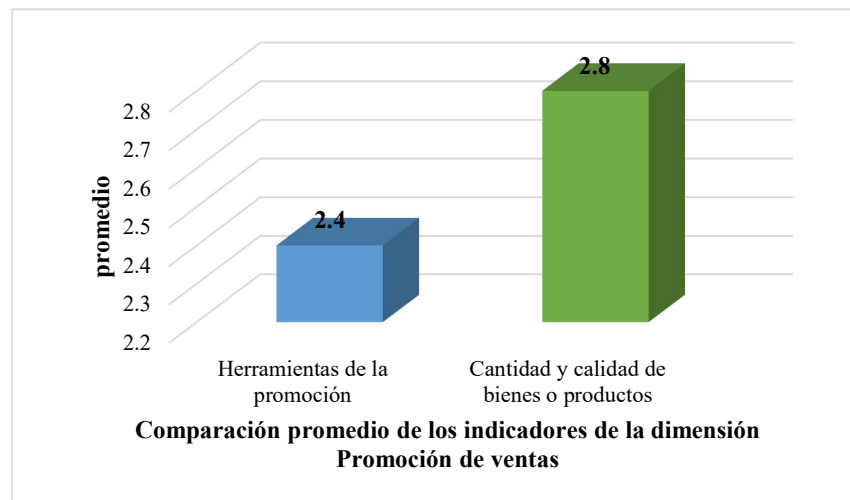 2.8
2.4
2.8
2.7
2.6
2.5
2.4
2.3
2.2
promedio
Herramientas de la
promoción
Cantidad y calidad de
bienes o productos
Comparación promedio de los indicadores de la dimensión
Promoción de ventas